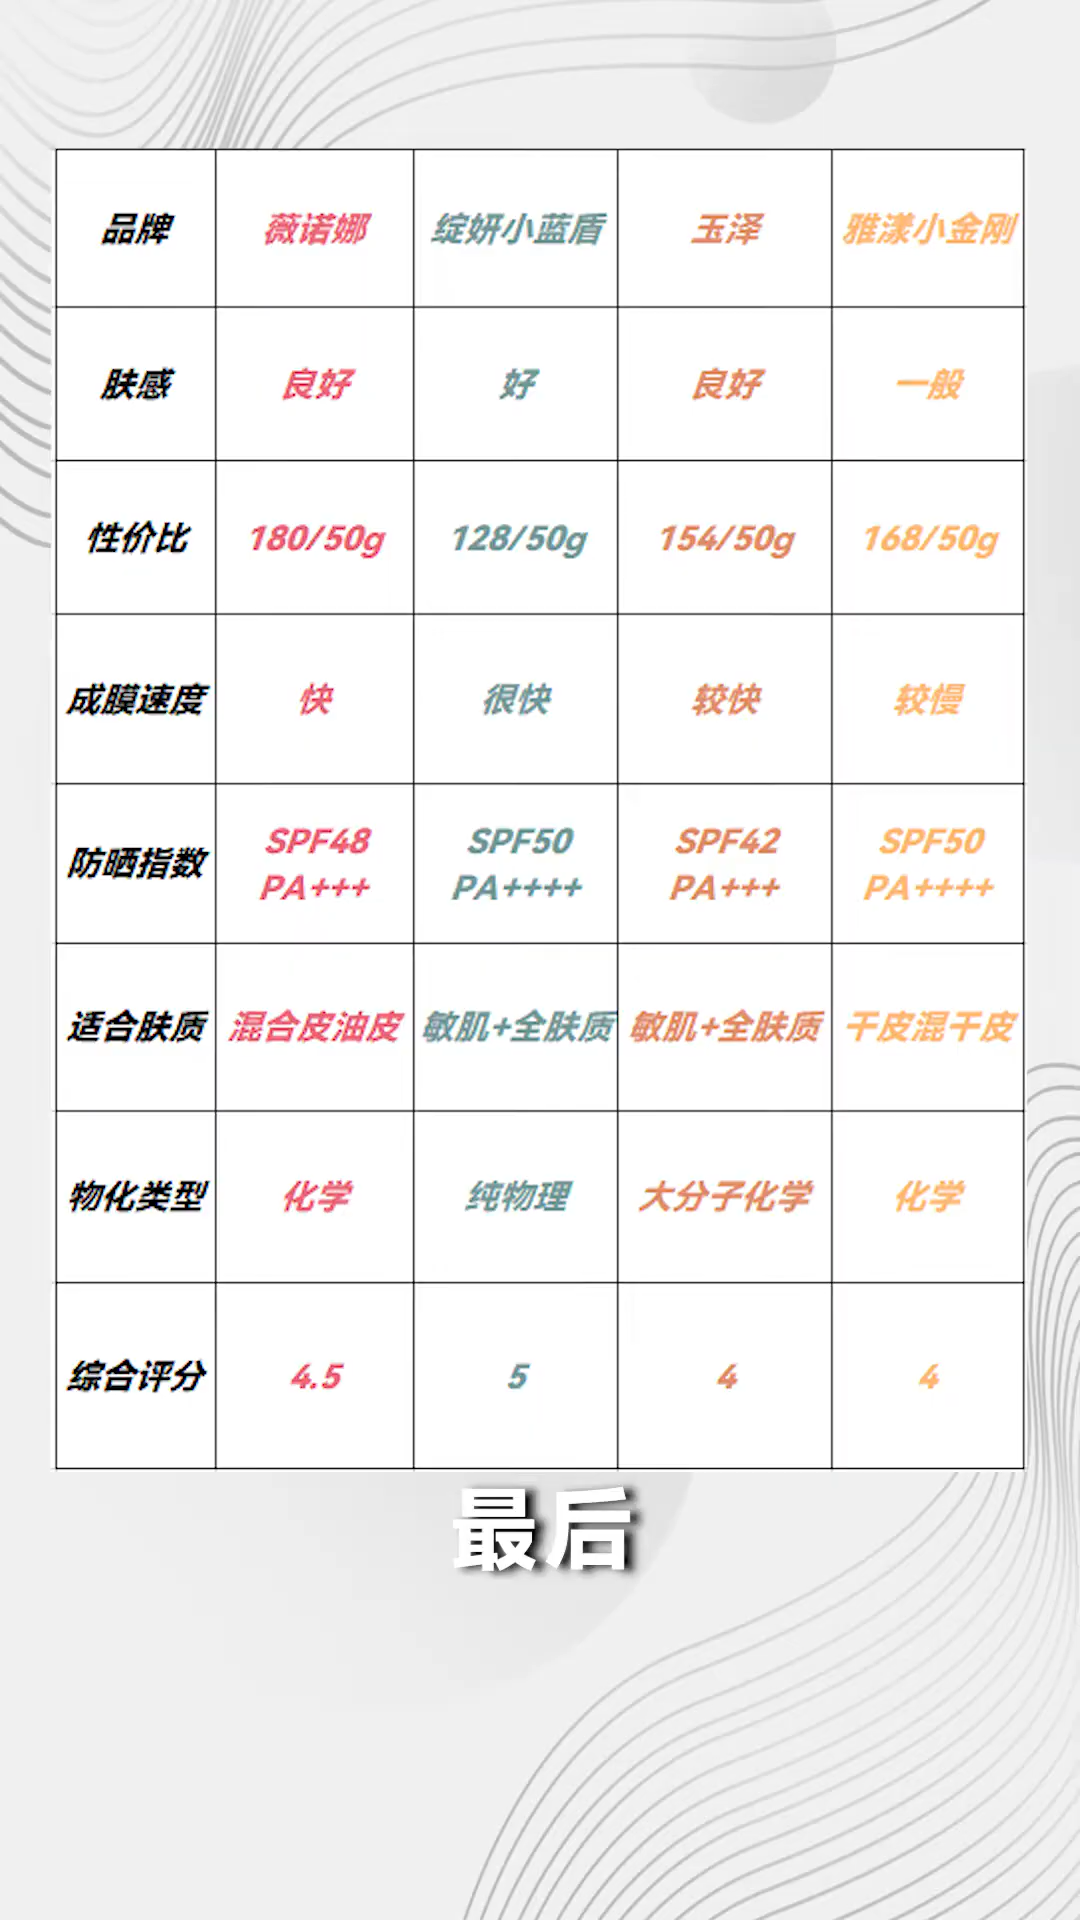 品牌 薇诺娜 绽妍小蓝盾 玉泽 雅漾小金刚
肤感 良好 好 良好 一般
性价比 180/50g 128/50g 154/50g 168/50g
成膜速度 快 很快 较快 较慢
防晒指数 SPF48 PA+++ SPF50 PA++++ SPF42 PA+++ SPF50 PA++++
适合肤质 混合皮油皮 敏肌+全肤质 敏肌+全肤质 干皮混干皮
物化类型 化学 纯物理 大分子化学 化学
综合评分 4.5 5 4 4
最后